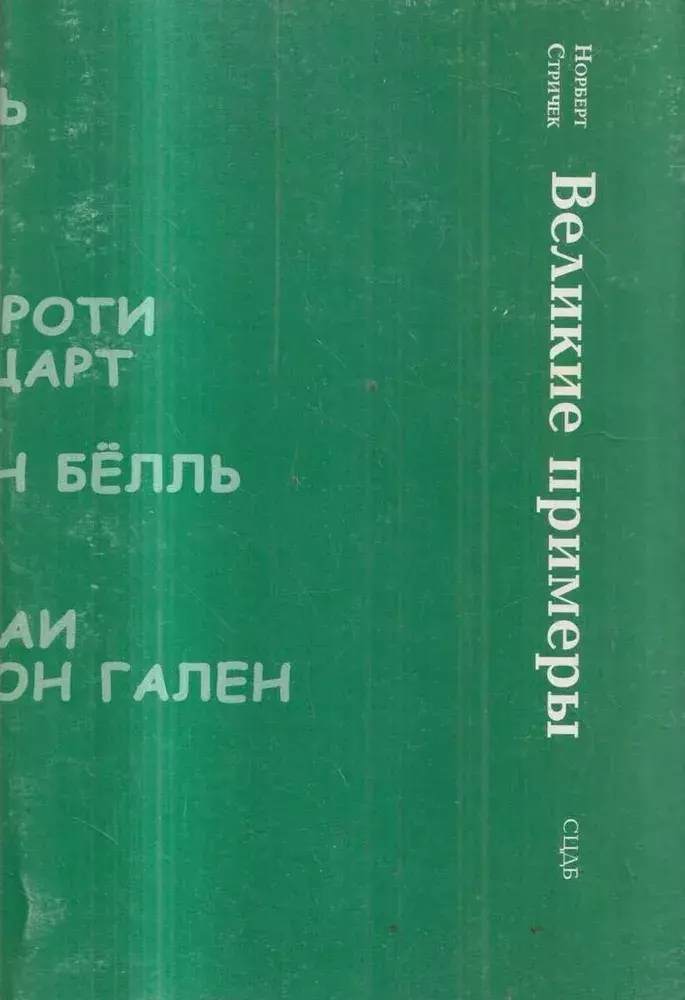 Ь
РОТИ
ЦАРТ
Н БЁЛЛЬ
АИ
ОН ГАЛЕН
Норберт
Стричек
Великие примеры
СЦДБ